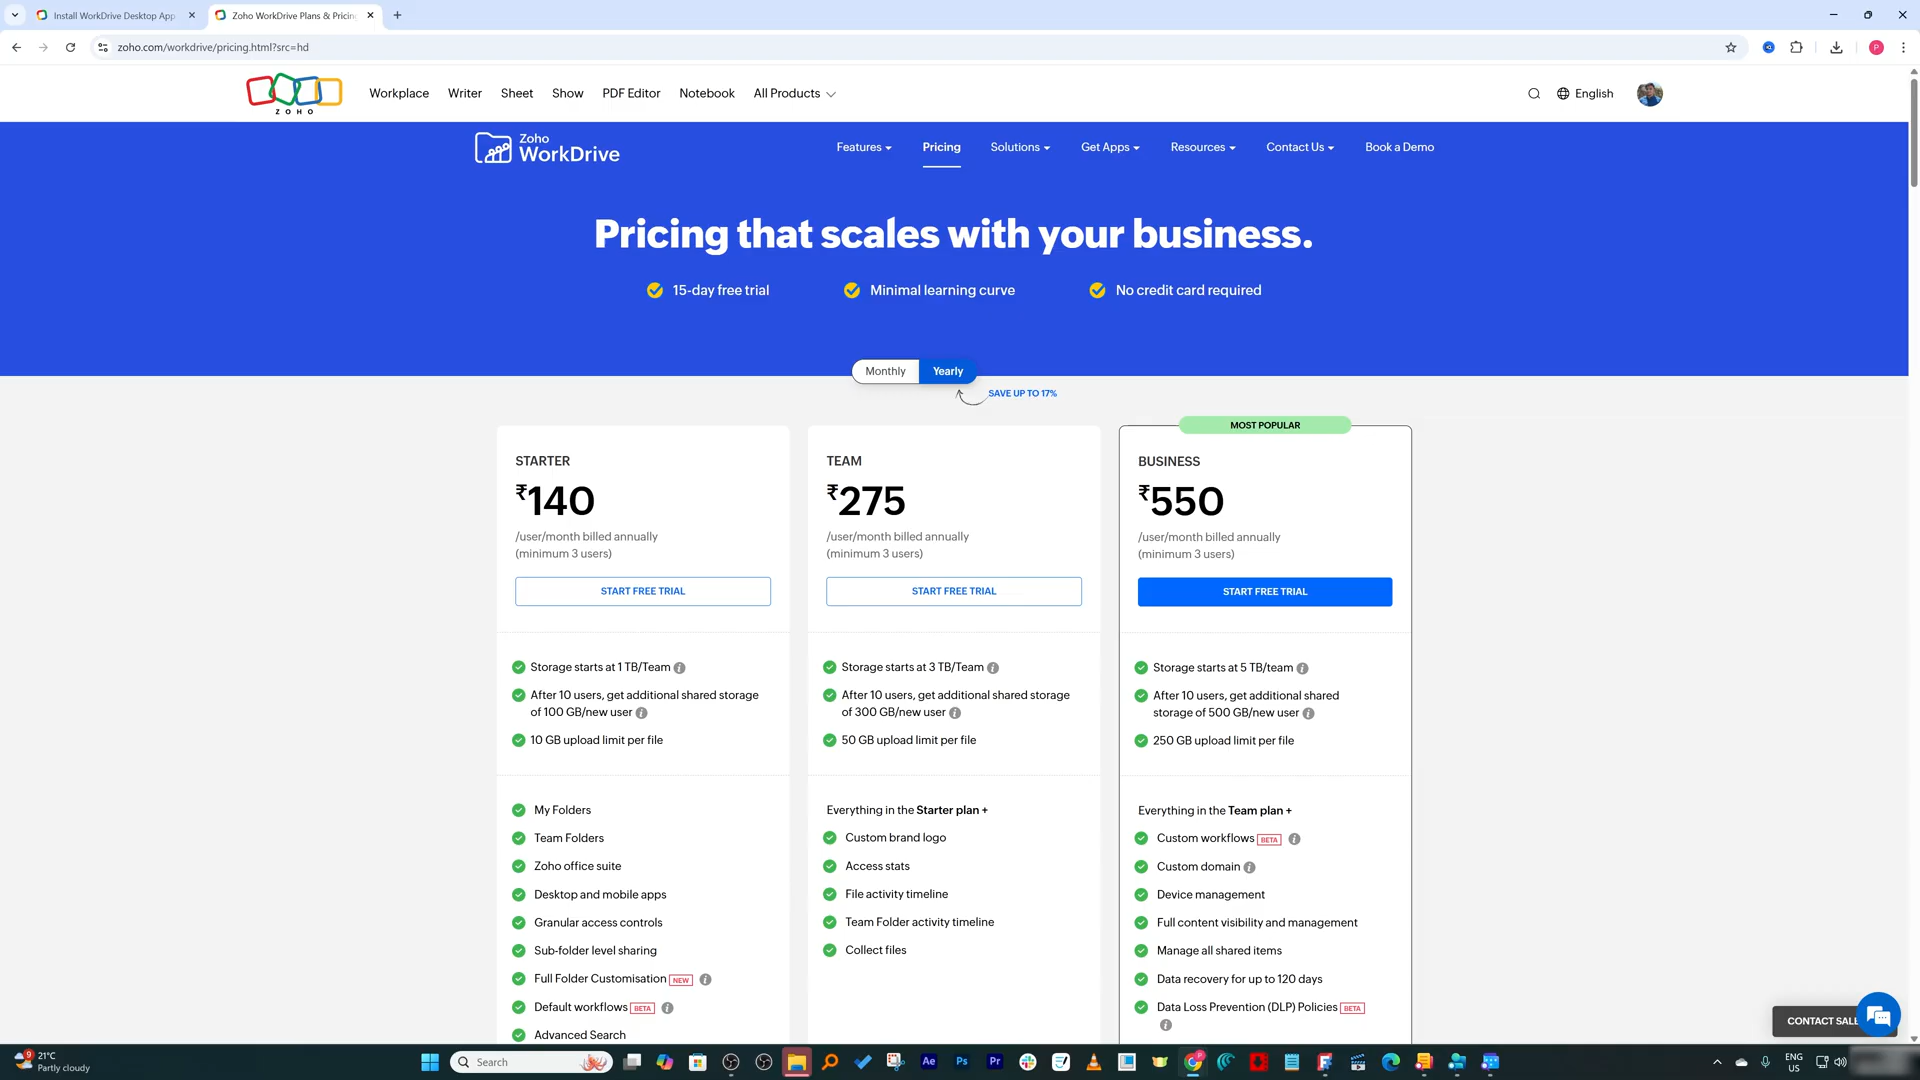 Install WorkDrive Desktop App
Zoho WorkDrive Plans & Pricin
zoho.com/workdrive/pricing.html?src=hd
P
ZOHO
Workplace
Writer
Sheet
Show
PDF Editor
Notebook
All Products
English
Zoho
WorkDrive
Features
Pricing
Solutions
Get Apps
Resources
Contact Us
Book a Demo
Pricing that scales with your business.
15-day free trial
Minimal learning curve
No credit card required
Monthly
Yearly
SAVE UP TO 17%
STARTER
₹140
/user/month billed annually
(minimum 3 users)
START FREE TRIAL
Storage starts at 1 TB/Team
After 10 users, get additional shared storage
of 100 GB/new user
10 GB upload limit per file
My Folders
Team Folders
Zoho office suite
Desktop and mobile apps
Granular access controls
Sub-folder level sharing
Full Folder Customisation NEW
Default workflows BETA
Advanced Search
TEAM
₹275
/user/month billed annually
(minimum 3 users)
START FREE TRIAL
Storage starts at 3 TB/Team
After 10 users, get additional shared storage
of 300 GB/new user
50 GB upload limit per file
Everything in the Starter plan +
Custom brand logo
Access stats
File activity timeline
Team Folder activity timeline
Collect files
MOST POPULAR
BUSINESS
₹550
/user/month billed annually
(minimum 3 users)
START FREE TRIAL
Storage starts at 5 TB/team
After 10 users, get additional shared
storage of 500 GB/new user
250 GB upload limit per file
Everything in the Team plan +
Custom workflows BETA
Custom domain
Device management
Full content visibility and management
Manage all shared items
Data recovery for up to 120 days
Data Loss Prevention (DLP) Policies BETA
CONTACT SALE
9
21°C
Partly cloudy
Search
Ae
Ps
Pr
ENG
US